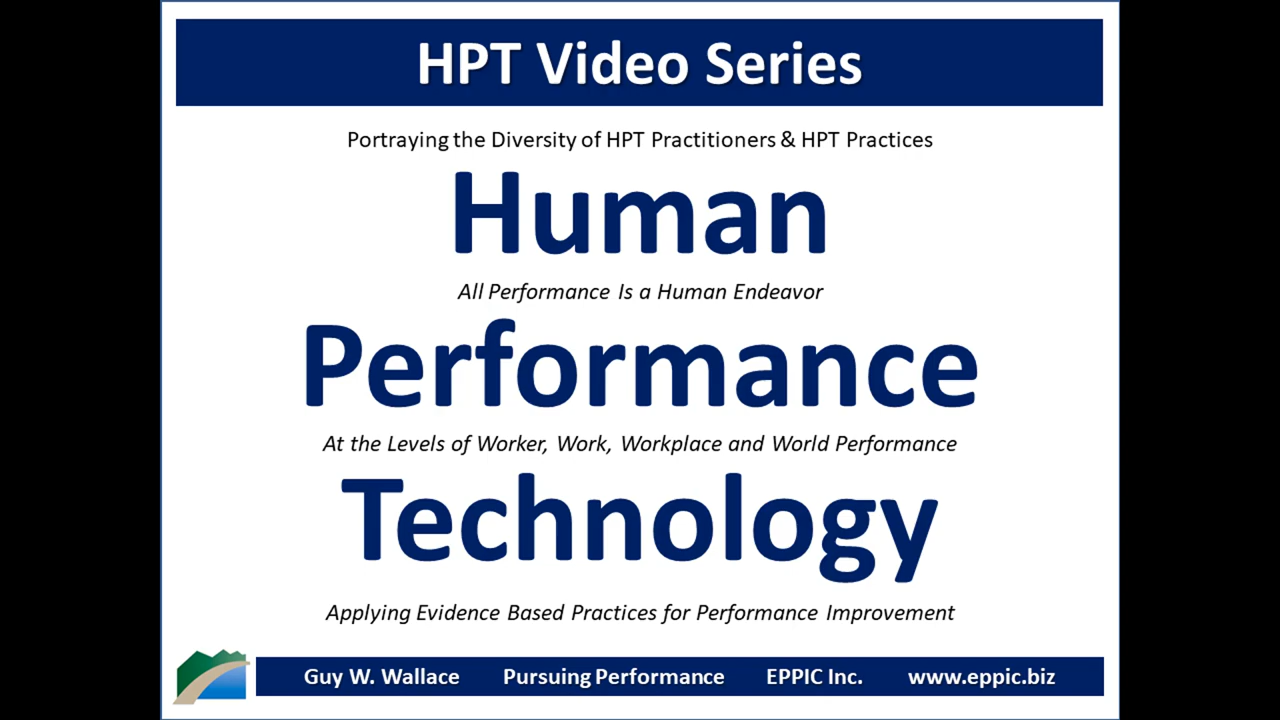 HPT Video Series
Portraying the Diversity of HPT Practitioners & HPT Practices
Human
All Performance Is a Human Endeavor
Performance
At the Levels of Worker, Work, Workplace and World Performance
Technology
Applying Evidence Based Practices for Performance Improvement
Guy W. Wallace Pursuing Performance EPPIC Inc. www.eppic.biz